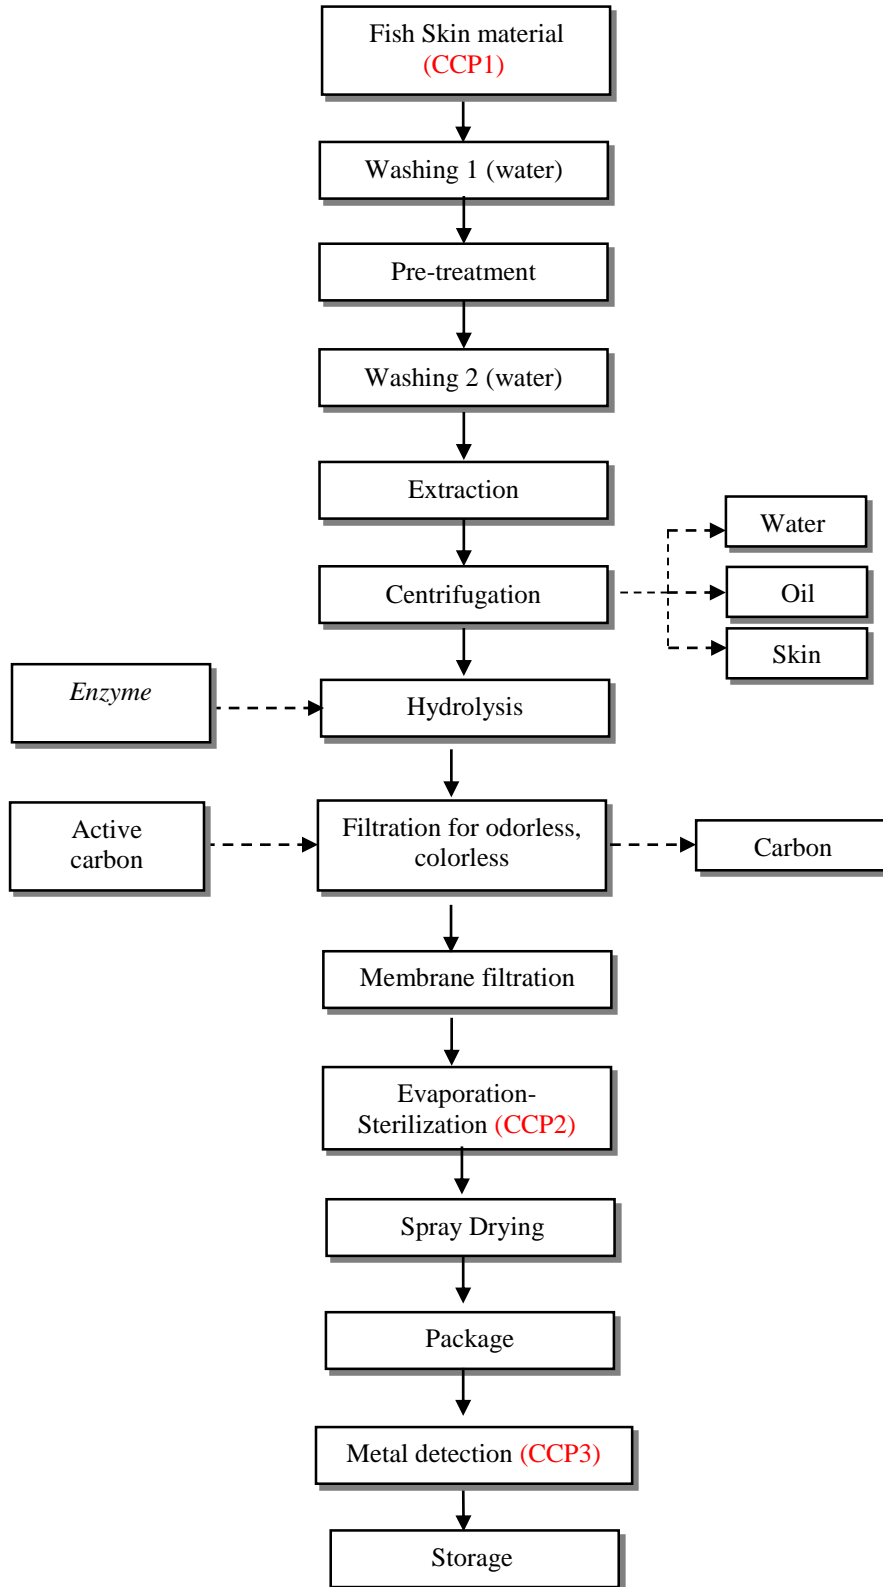 Fish Skin material
(CCP1)
Washing 1 (water)
Pre-treatment
Washing 2 (water)
Extraction
Water
Centrifugation
Oil
Skin
Enzyme
Hydrolysis
Active
carbon
Filtration for odorless,
colorless
Carbon
Membrane filtration
Evaporation-
Sterilization (CCP2)
Spray Drying
Package
Metal detection (CCP3)
Storage